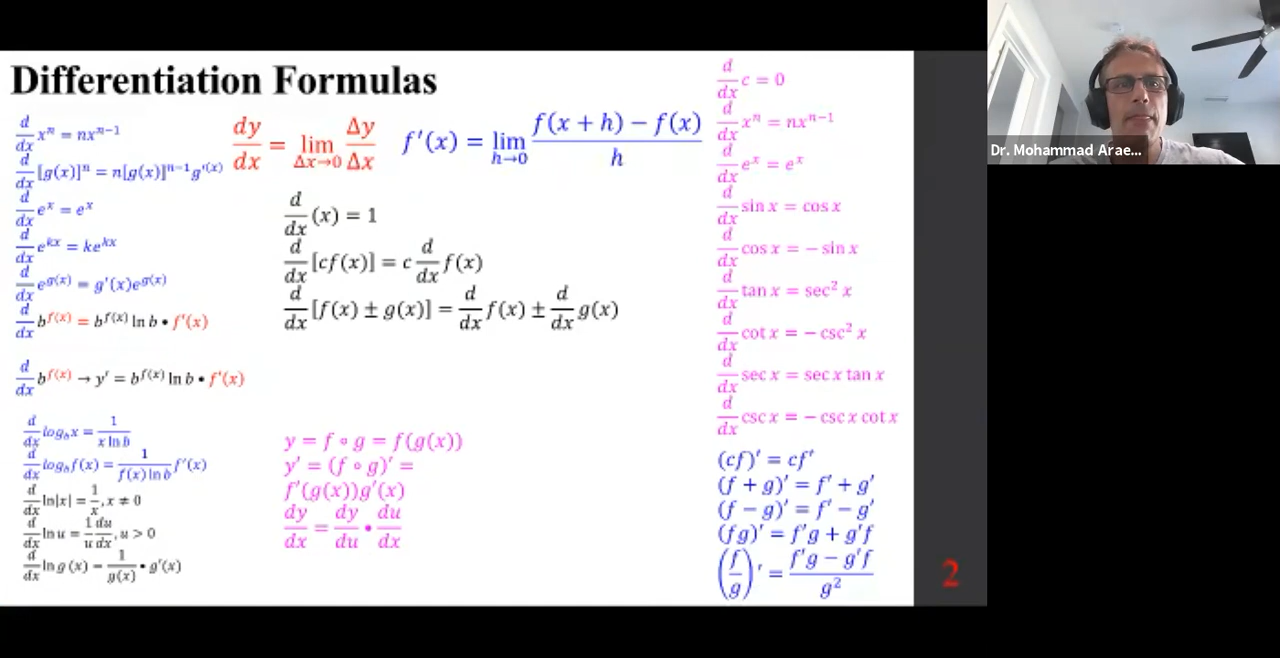 Differentiation Formulas
d/dx x^n = nx^(n-1)
d/dx [g(x)]^n = n[g(x)]^(n-1) g'(x)
d/dx e^x = e^x
d/dx e^(kx) = ke^(kx)
d/dx e^(g(x)) = g'(x)e^(g(x))
d/dx b^(f(x)) = b^(f(x)) ln b • f'(x)
d/dx b^(f(x)) → y' = b^(f(x)) ln b • f'(x)
d/dx log_b x = 1/(x ln b)
d/dx log_b f(x) = 1/(f(x) ln b) f'(x)
d/dx ln|x| = 1/x, x ≠ 0
d/dx ln u = 1/u du/dx, u > 0
d/dx ln g(x) = 1/g(x) • g'(x)
dy/dx = lim Δx→0 Δy/Δx
f'(x) = lim h→0 (f(x + h) − f(x))/h
d/dx (x) = 1
d/dx [cf(x)] = c d/dx f(x)
d/dx [f(x) ± g(x)] = d/dx f(x) ± d/dx g(x)
y = f ∘ g = f(g(x))
y' = (f ∘ g)' =
f'(g(x))g'(x)
dy/dx = dy/du • du/dx
d/dx c = 0
d/dx x^n = nx^(n-1)
d/dx e^x = e^x
d/dx sin x = cos x
d/dx cos x = − sin x
d/dx tan x = sec² x
d/dx cot x = − csc² x
d/dx sec x = sec x tan x
d/dx csc x = − csc x cot x
(cf)' = cf'
(f + g)' = f' + g'
(f − g)' = f' − g'
(fg)' = f'g + g'f
(f/g)' = (f'g − g'f)/g²
2
Dr. Mohammad Arae...